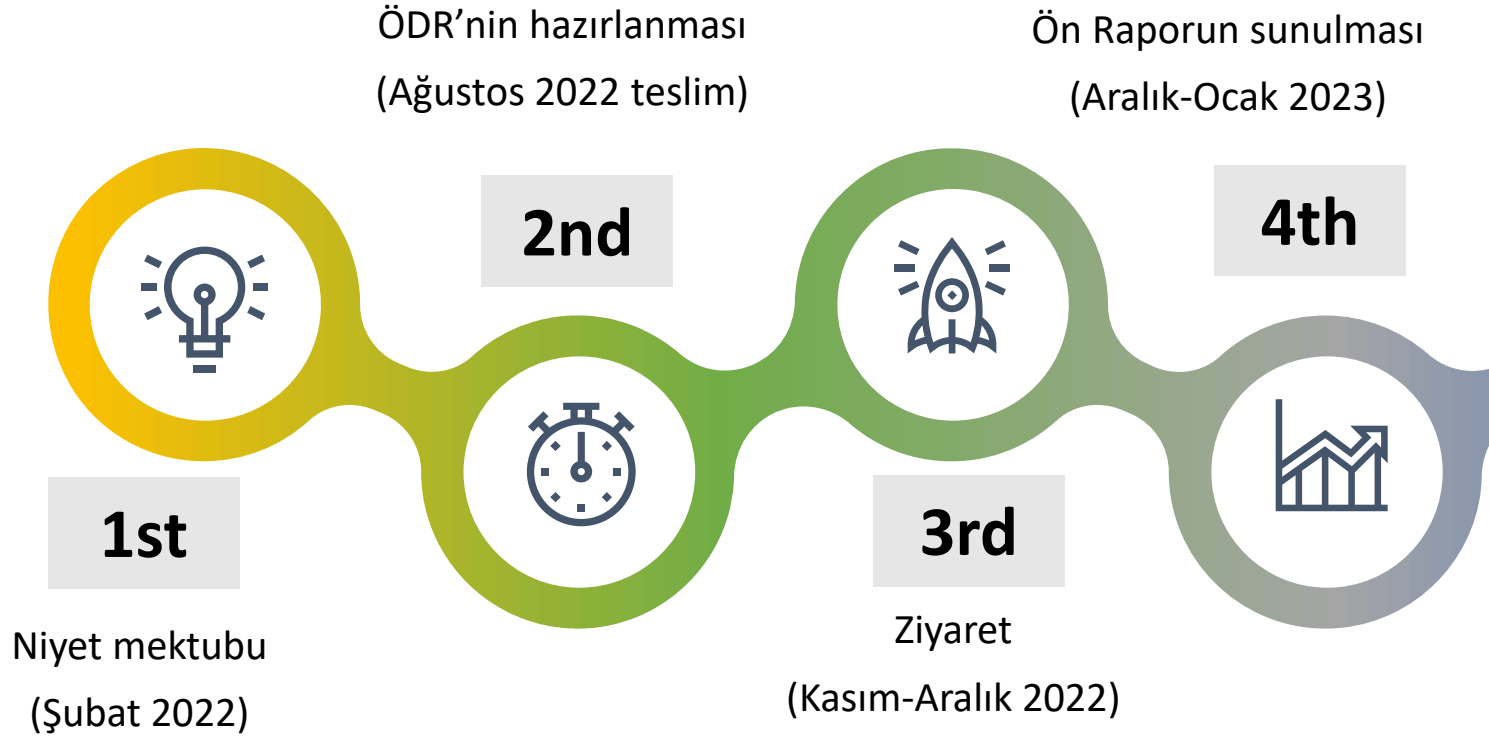 1st
Niyet mektubu
(Şubat 2022)
ÖDR’nin hazırlanması
(Ağustos 2022 teslim)
2nd
3rd
Ziyaret
(Kasım-Aralık 2022)
Ön Raporun sunulması
(Aralık-Ocak 2023)
4th